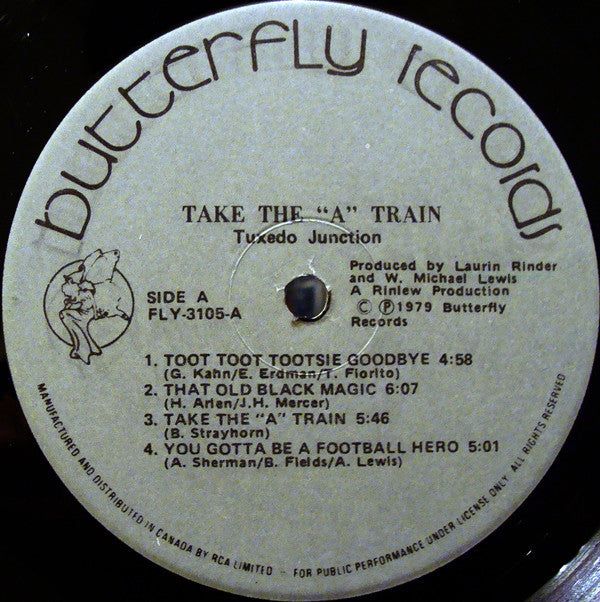 butterfly records
TAKE THE "A" TRAIN
Tuxedo Junction
Produced by Laurin Rinder
and W. Michael Lewis
A Rinlew Production
© ℗1979 Butterfly
Records
SIDE A
FLY-3105-A
1. TOOT TOOT TOOTSIE GOODBYE 4:58
(G. Kahn/E. Erdman/T. Fiorito)
2. THAT OLD BLACK MAGIC 6:07
(H. Arlen/J.H. Mercer)
3. TAKE THE "A" TRAIN 5:46
(B. Strayhorn)
4. YOU GOTTA BE A FOOTBALL HERO 5:01
(A. Sherman/B. Fields/A. Lewis)
MANUFACTURED AND DISTRIBUTED IN CANADA BY RCA LIMITED - FOR PUBLIC PERFORMANCE UNDER LICENSE ONLY. ALL RIGHTS RESERVED